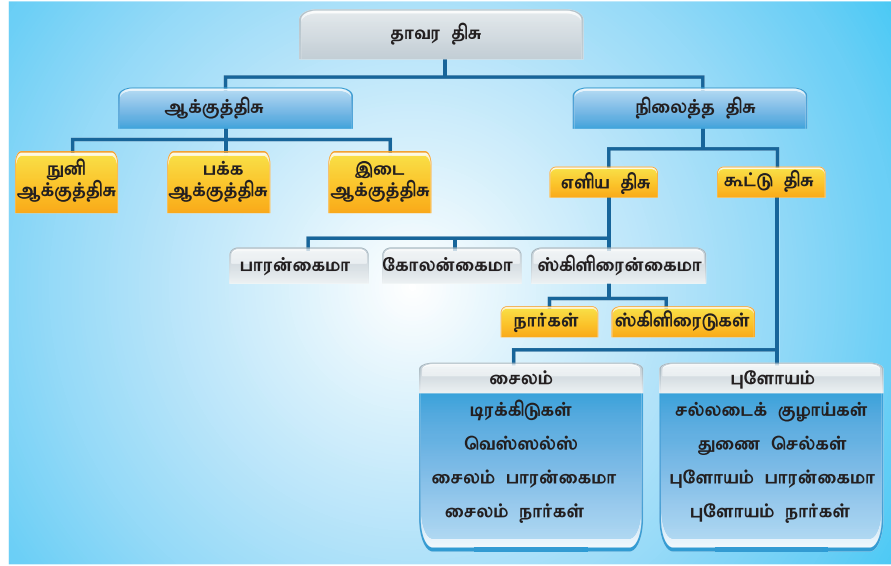 தாவர திசு
ஆக்குத்திசு
நிலைத்த திசு
நுனி
ஆக்குத்திசு
பக்க
ஆக்குத்திசு
இடை
ஆக்குத்திசு
எளிய திசு
கூட்டு திசு
பாரன்கைமா
கோலன்கைமா
ஸ்கிளிரைன்கைமா
நார்கள்
ஸ்கிளிரைடுகள்
சைலம்
டிரக்கிடுகள்
வெஸ்ஸல்ஸ்
சைலம் பாரன்கைமா
சைலம் நார்கள்
புளோயம்
சல்லடைக் குழாய்கள்
துணை செல்கள்
புளோயம் பாரன்கைமா
புளோயம் நார்கள்